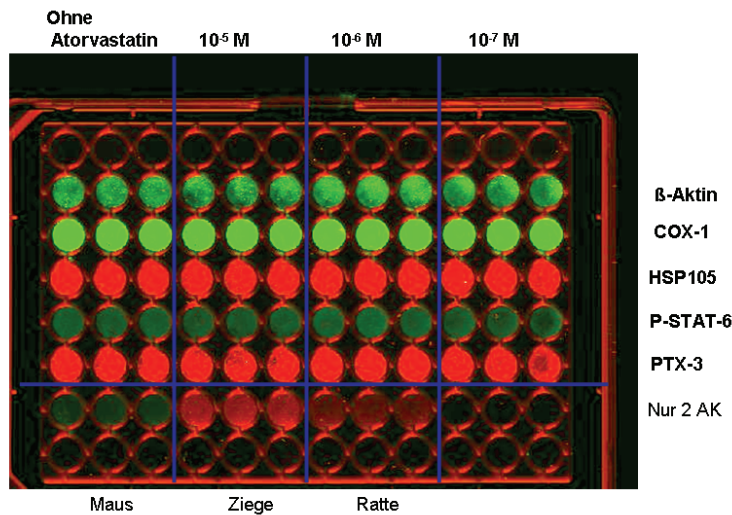 Ohne
Atorvastatin 10⁻⁵ M 10⁻⁶ M 10⁻⁷ M
ß-Aktin
COX-1
HSP105
P-STAT-6
PTX-3
Nur 2 AK
Maus Ziege Ratte